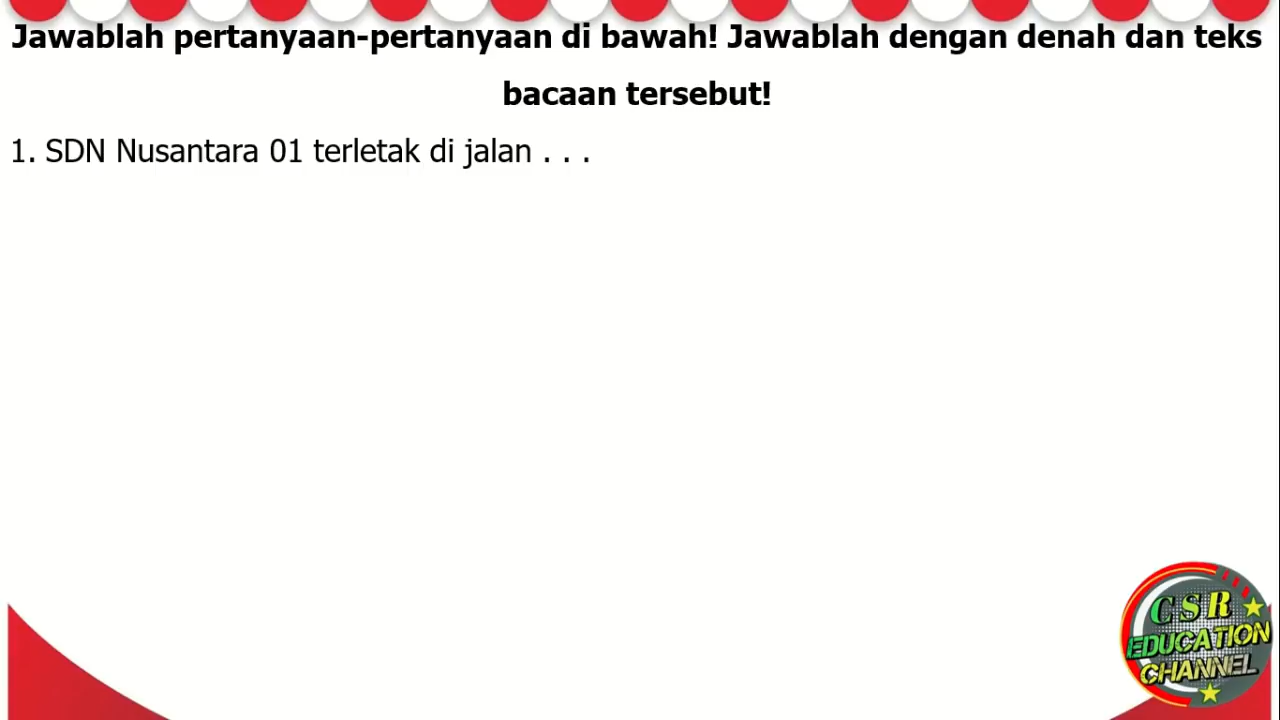 Jawablah pertanyaan-pertanyaan di bawah! Jawablah dengan denah dan teks
bacaan tersebut!
1. SDN Nusantara 01 terletak di jalan . . .
CSR
EDUCATION
CHANNEL